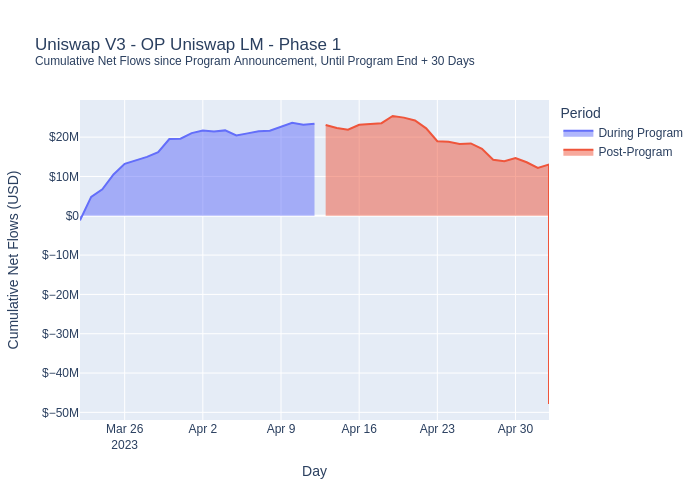 Uniswap V3 - OP Uniswap LM - Phase 1
Cumulative Net Flows since Program Announcement, Until Program End + 30 Days
Period
During Program
Post-Program
Cumulative Net Flows (USD)
$20M
$10M
$0
$−10M
$−20M
$−30M
$−40M
$−50M
Mar 26
2023
Apr 2
Apr 9
Apr 16
Apr 23
Apr 30
Day